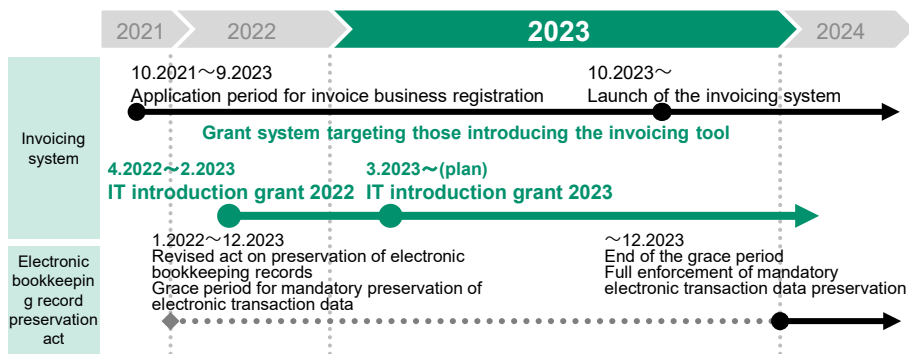 2021
2022
2023
2024
Invoicing
system
10.2021～9.2023
Application period for invoice business registration
10.2023～
Launch of the invoicing system
Grant system targeting those introducing the invoicing tool
4.2022～2.2023
IT introduction grant 2022
3.2023～(plan)
IT introduction grant 2023
Electronic
bookkeepin
g record
preservation
act
1.2022～12.2023
Revised act on preservation of electronic
bookkeeping records
Grace period for mandatory preservation of
electronic transaction data
～12.2023
End of the grace period
Full enforcement of mandatory
electronic transaction data preservation